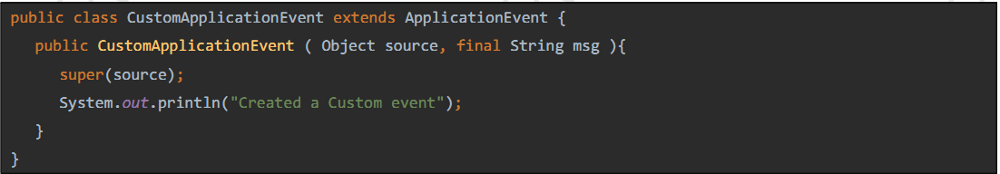 public class CustomApplicationEvent extends ApplicationEvent {
public CustomApplicationEvent ( Object source, final String msg ){
super(source);
System.out.println("Created a Custom event");
}
}